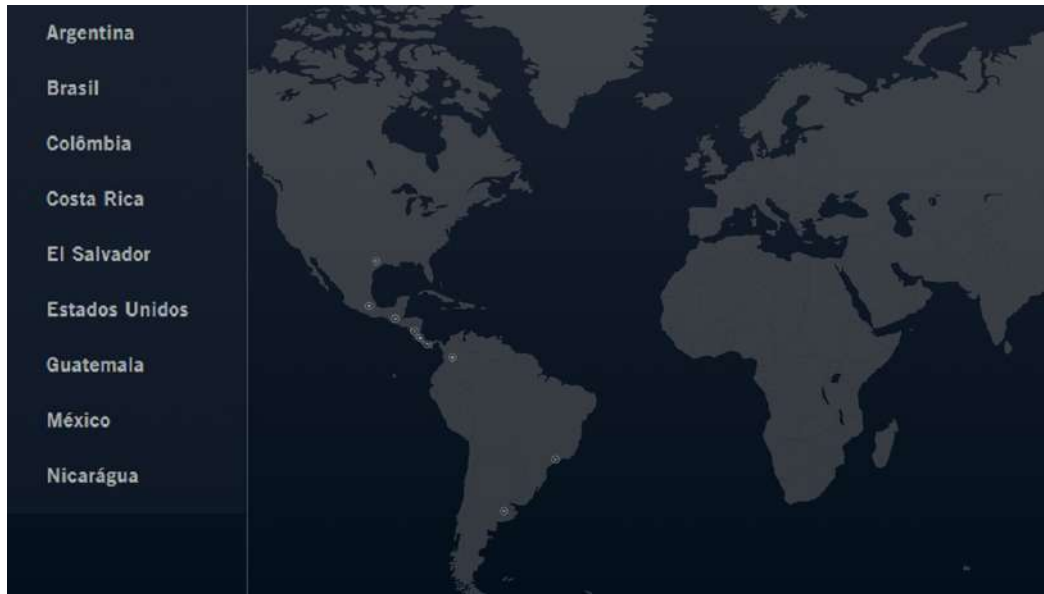 Argentina
Brasil
Colômbia
Costa Rica
El Salvador
Estados Unidos
Guatemala
México
Nicarágua